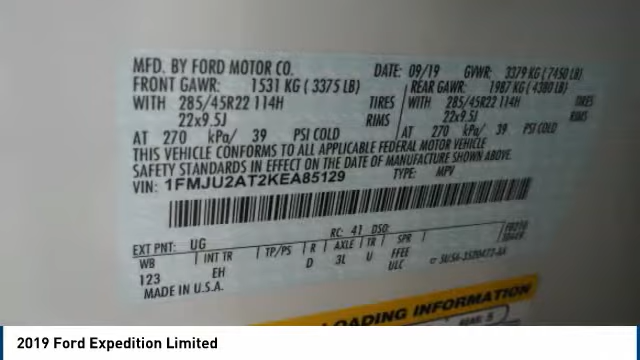 MFD. BY FORD MOTOR CO. DATE: 09/19 GVWR: 3379 KG (7450 LB)
FRONT GAWR: 1531 KG (3375 LB) REAR GAWR: 1987 KG (4380 LB)
WITH 285/45R22 114H TIRES WITH 285/45R22 114H TIRES
22x9.5J RIMS 22x9.5J RIMS
AT 270 kPa/ 39 PSI COLD AT 270 kPa/ 39 PSI COLD
THIS VEHICLE CONFORMS TO ALL APPLICABLE FEDERAL MOTOR VEHICLE
SAFETY STANDARDS IN EFFECT ON THE DATE OF MANUFACTURE SHOWN ABOVE.
VIN: 1FMJU2AT2KEA85129 TYPE: MPV
EXT PNT: UG RC: 41 DSO:
WB INT TR TP/PS R AXLE TR SPR
123 EH D 3L U FFEE
ULC
MADE IN U.S.A.
LOADING INFORMATION
2019 Ford Expedition Limited